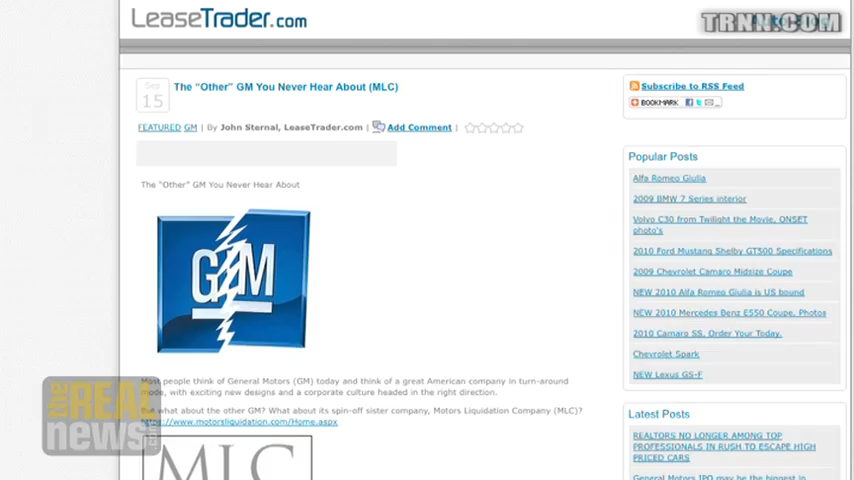 LeaseTrader.com
TRNN.COM
Sep
15
The “Other” GM You Never Hear About (MLC)
FEATURED GM | By John Sternal, LeaseTrader.com | Add Comment |
The “Other” GM You Never Hear About
GM
Most people think of General Motors (GM) today and think of a great American company in turn-around
mode, with exciting new designs and a corporate culture headed in the right direction.
But what about the other GM? What about its spin-off sister company, Motors Liquidation Company (MLC)?
https://www.motorsliquidation.com/Home.aspx
MLC
the REAL
news
.com
Subscribe to RSS Feed
BOOKMARK
Popular Posts
Alfa Romeo Giulia
2009 BMW 7 Series interior
Volvo C30 from Twilight the Movie, ONSET
photo's
2010 Ford Mustang Shelby GT500 Specifications
2009 Chevrolet Camaro Midsize Coupe
NEW 2010 Alfa Romeo Giulia is US bound
NEW 2010 Mercedes Benz E550 Coupe, Photos
2010 Camaro SS, Order Your Today.
Chevrolet Spark
NEW Lexus GS-F
Latest Posts
REALTORS NO LONGER AMONG TOP
PROFESSIONALS IN RUSH TO ESCAPE HIGH
PRICED CARS
General Motors IPO may be the biggest in